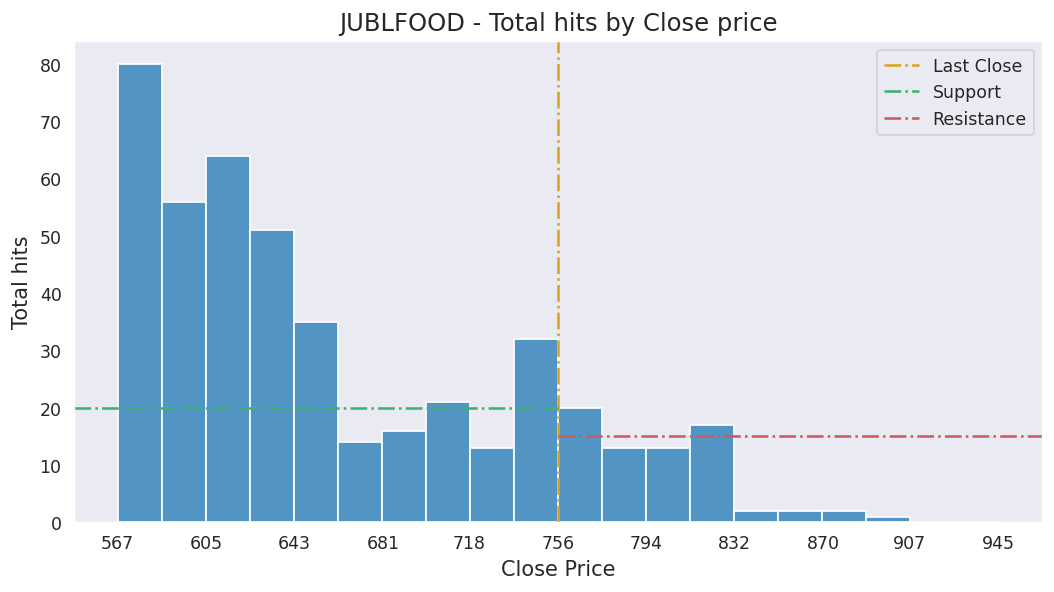 JUBLFOOD - Total hits by Close price
Last Close
Support
Resistance
Total hits
80
70
60
50
40
30
20
10
0
567 605 643 681 718 756 794 832 870 907 945
Close Price